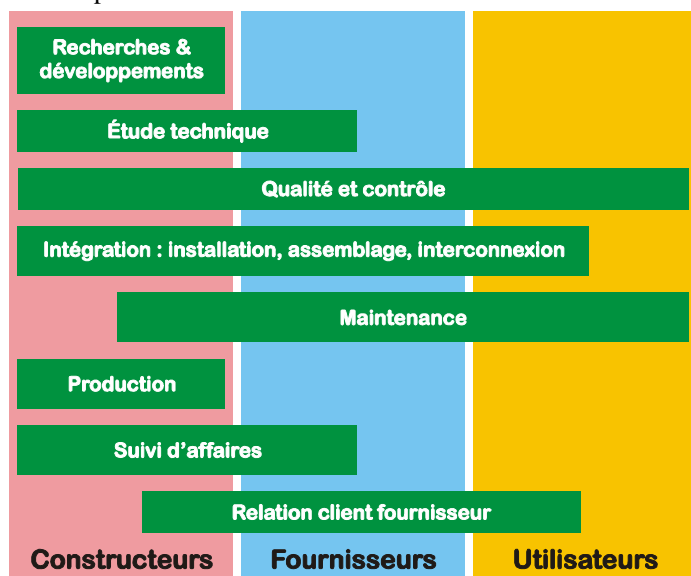 Recherches &
développements
Étude technique
Qualité et contrôle
Intégration : installation, assemblage, interconnexion
Maintenance
Production
Suivi d’affaires
Relation client fournisseur
Constructeurs Fournisseurs Utilisateurs